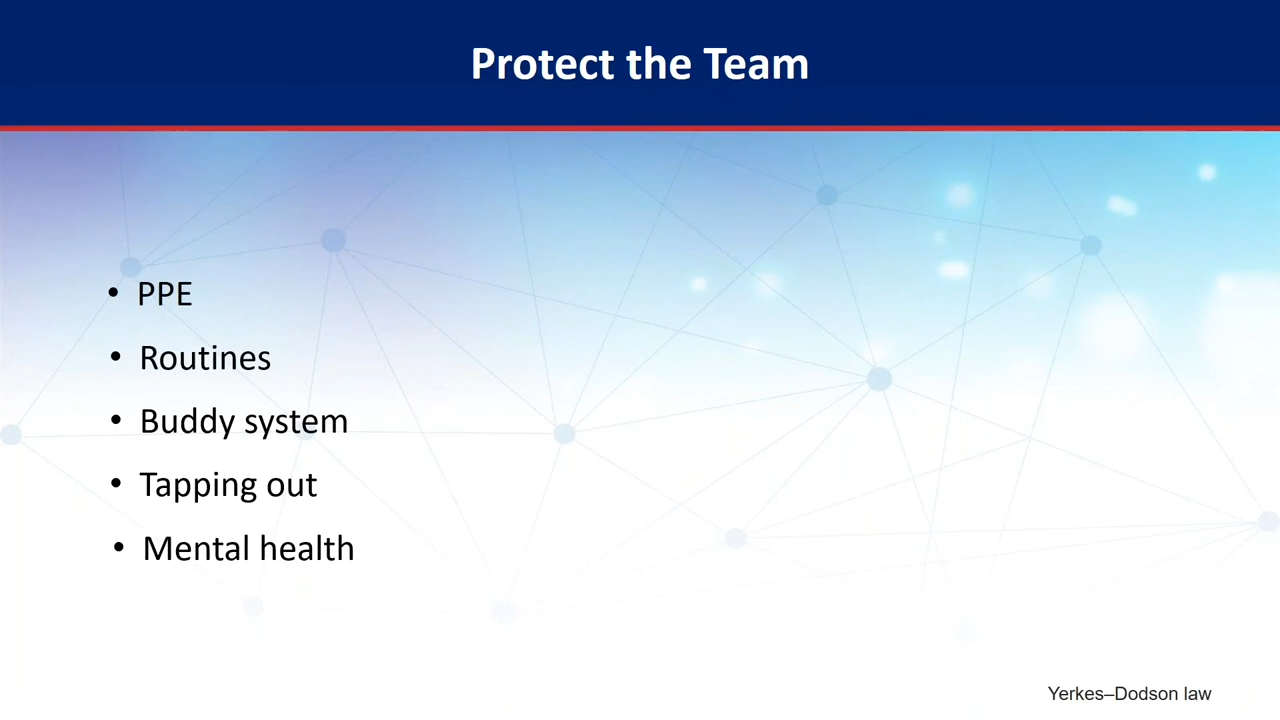 Protect the Team
• PPE
• Routines
• Buddy system
• Tapping out
• Mental health
Yerkes–Dodson law